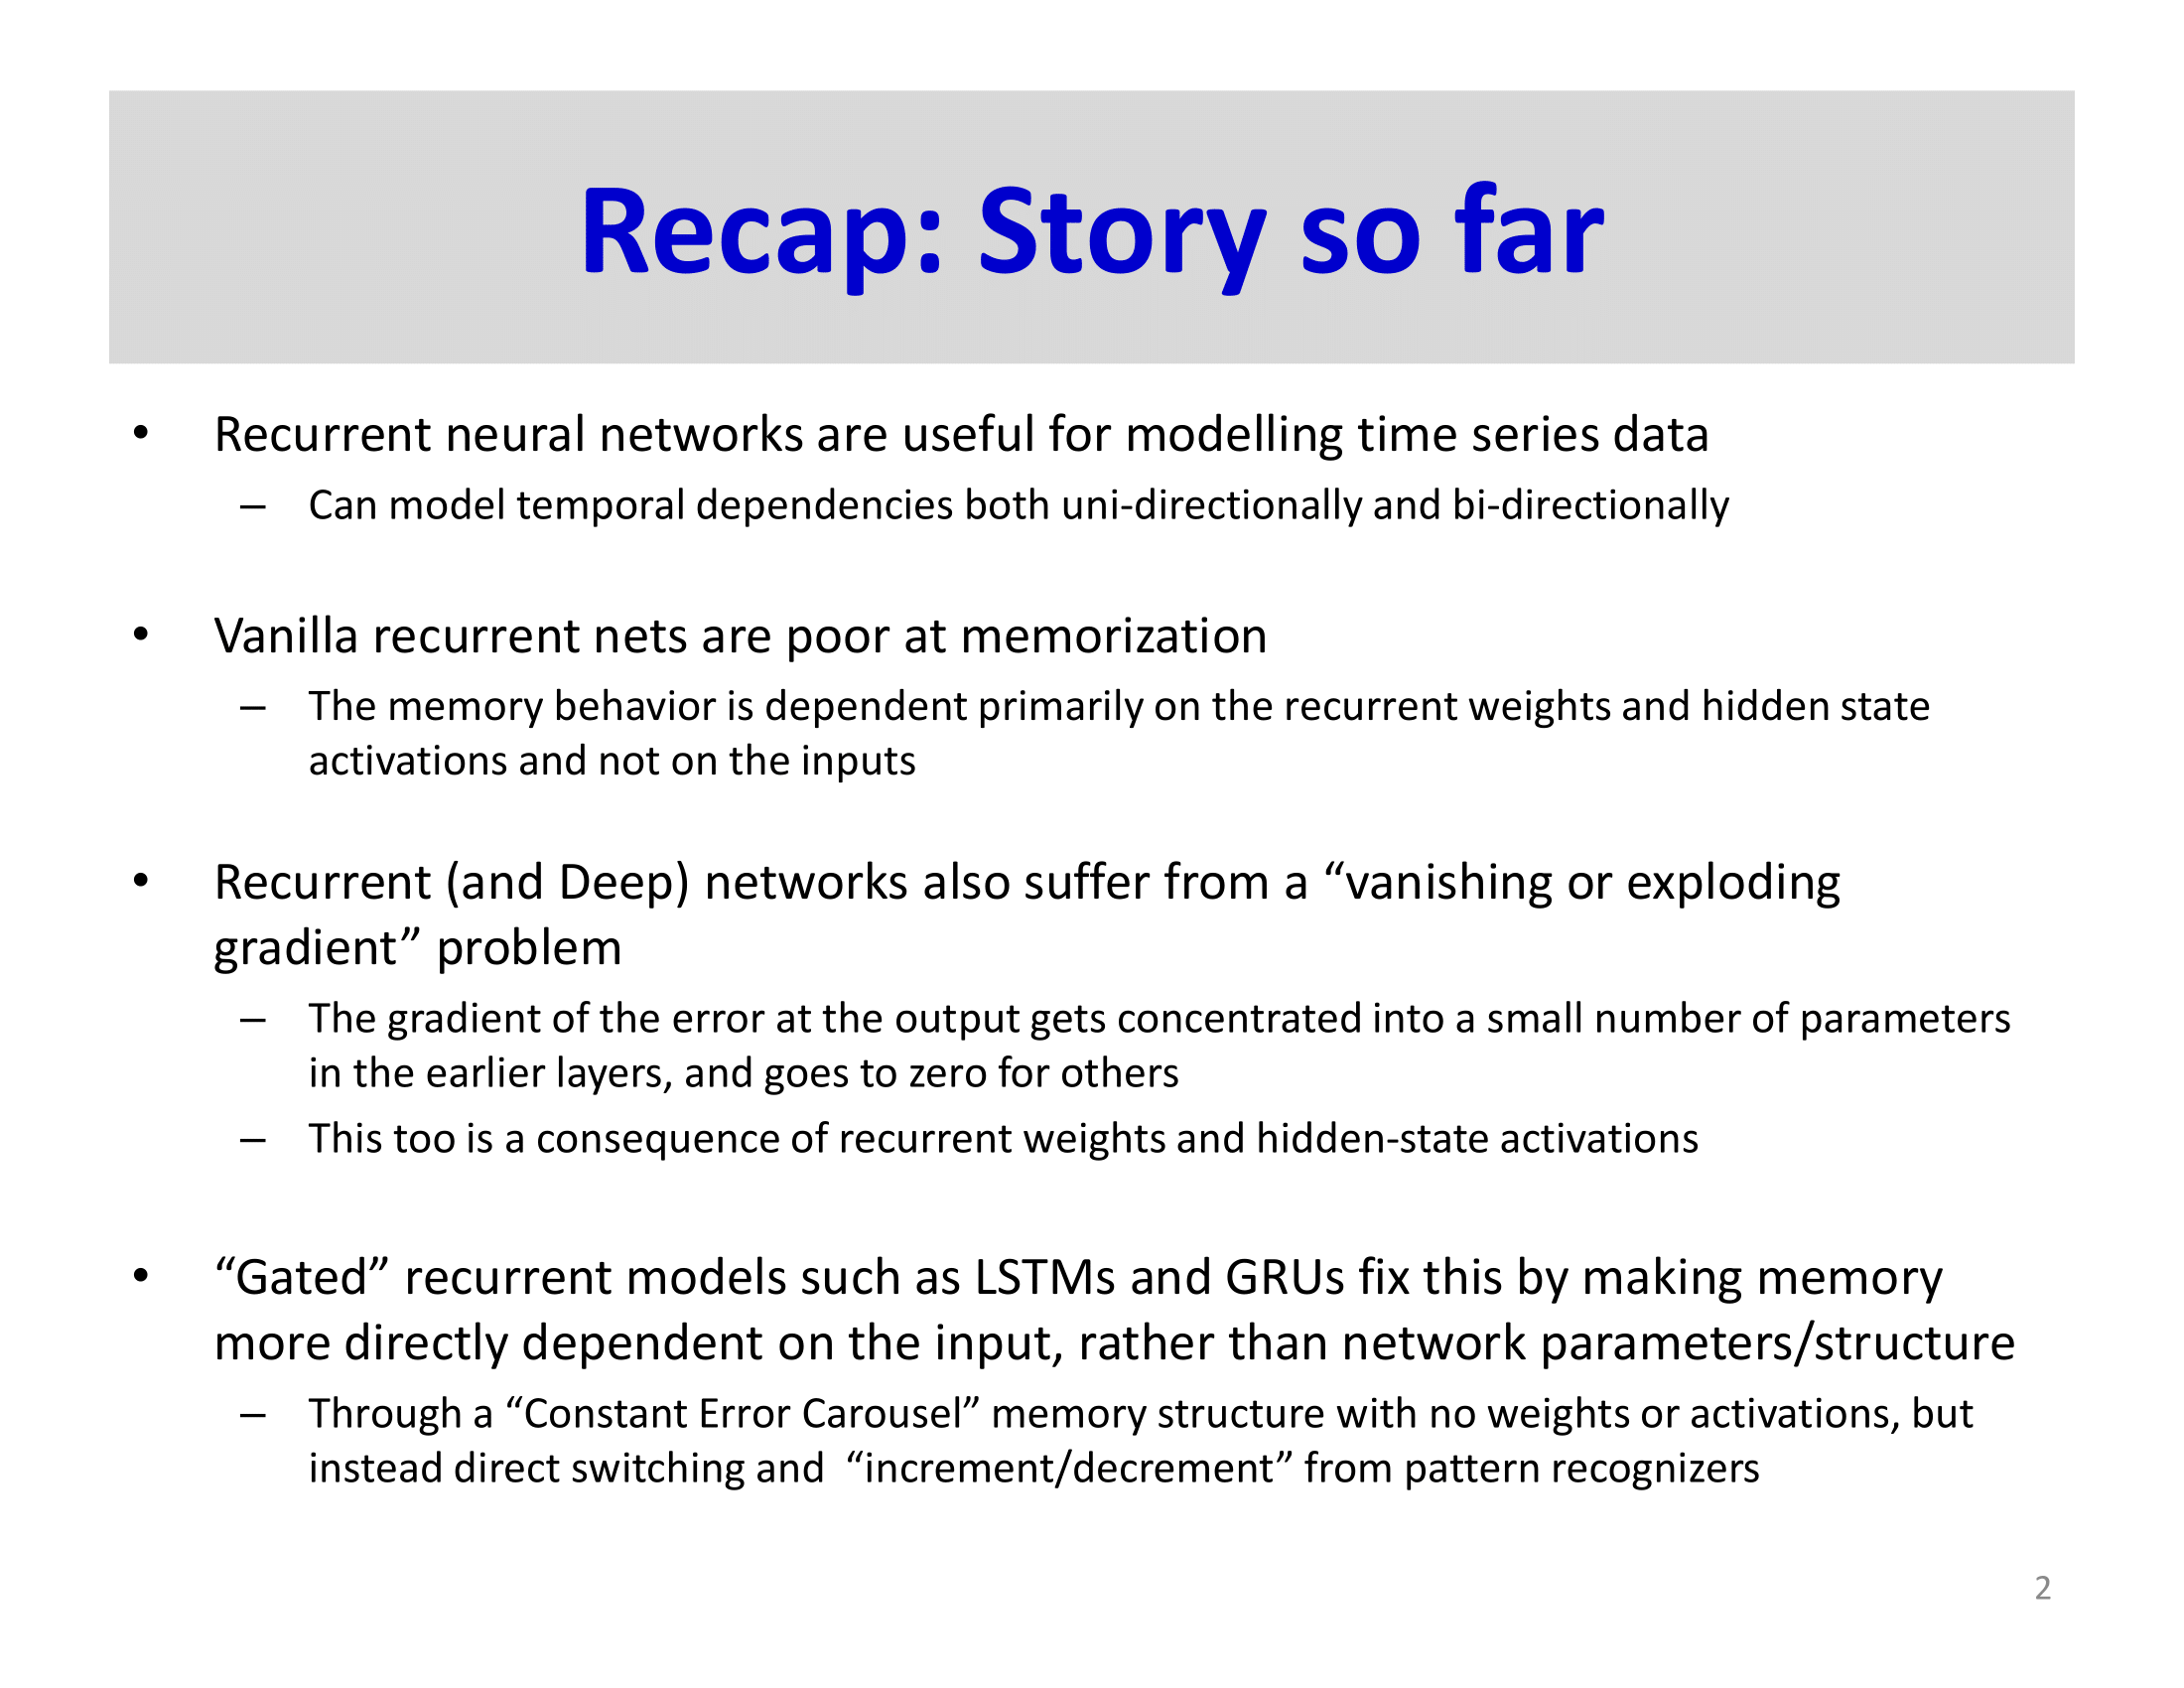 Recap: Story so far
• Recurrent neural networks are useful for modelling time series data
– Can model temporal dependencies both uni-directionally and bi-directionally
• Vanilla recurrent nets are poor at memorization
– The memory behavior is dependent primarily on the recurrent weights and hidden state
activations and not on the inputs
• Recurrent (and Deep) networks also suffer from a “vanishing or exploding
gradient” problem
– The gradient of the error at the output gets concentrated into a small number of parameters
in the earlier layers, and goes to zero for others
– This too is a consequence of recurrent weights and hidden-state activations
• “Gated” recurrent models such as LSTMs and GRUs fix this by making memory
more directly dependent on the input, rather than network parameters/structure
– Through a “Constant Error Carousel” memory structure with no weights or activations, but
instead direct switching and “increment/decrement” from pattern recognizers
2